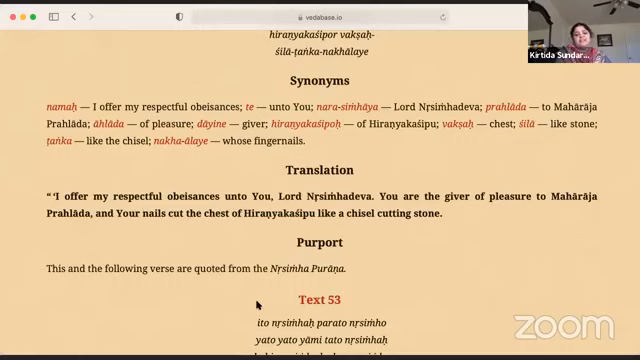 vedabase.io
hiraṇyakaśipor vakṣaḥ-
śilā-ṭaṅka-nakhālaye
Kirtida Sundar...
Synonyms
namaḥ — I offer my respectful obeisances; te — unto You; nara-siṁhāya — Lord Nṛsiṁhadeva; prahlāda — to Mahārāja
Prahlāda; āhlāda — of pleasure; dāyine — giver; hiraṇyakaśipoḥ — of Hiraṇyakaśipu; vakṣaḥ — chest; śilā — like stone;
ṭaṅka — like the chisel; nakha-ālaye — whose fingernails.
Translation
“ ‘I offer my respectful obeisances unto You, Lord Nṛsiṁhadeva. You are the giver of pleasure to Mahārāja
Prahlāda, and Your nails cut the chest of Hiraṇyakaśipu like a chisel cutting stone.
Purport
This and the following verse are quoted from the Nṛsiṁha Purāṇa.
Text 53
ito nṛsiṁhaḥ parato nṛsiṁho
yato yato yāmi tato nṛsiṁhaḥ
zoom